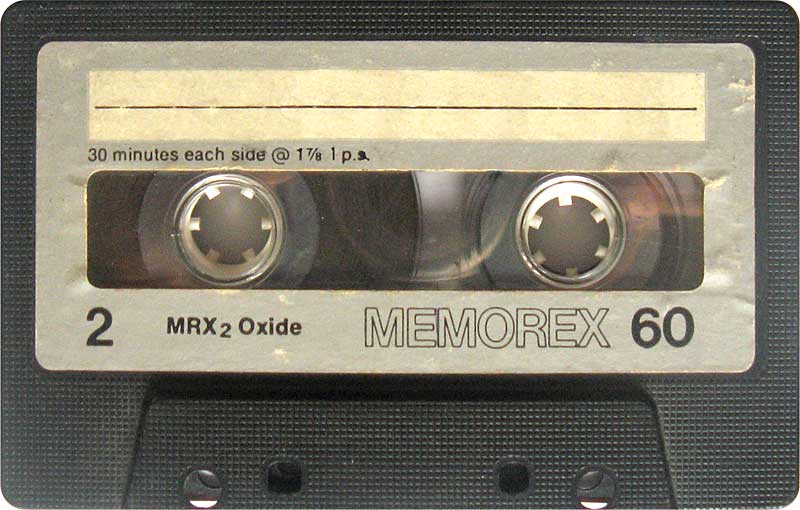 30 minutes each side @ 1⅞ i.p.s.
2 MRX₂ Oxide MEMOREX 60